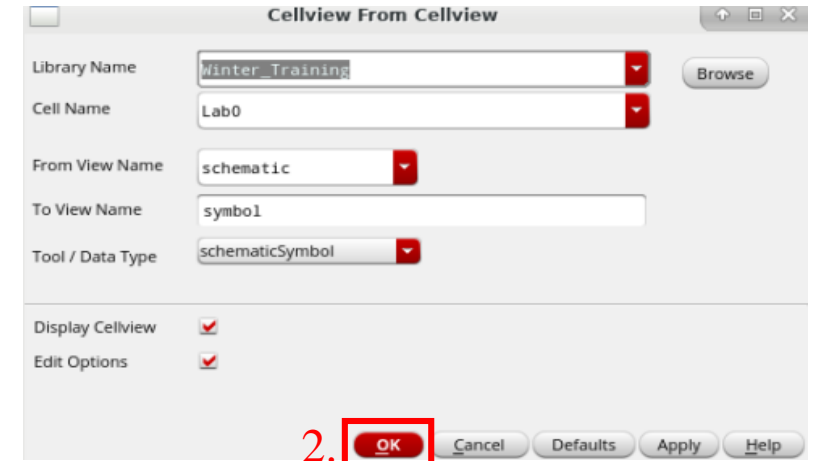 Cellview From Cellview
Library Name Winter_Training Browse
Cell Name Lab0
From View Name schematic
To View Name symbol
Tool / Data Type schematicSymbol
Display Cellview
Edit Options
2. OK Cancel Defaults Apply Help